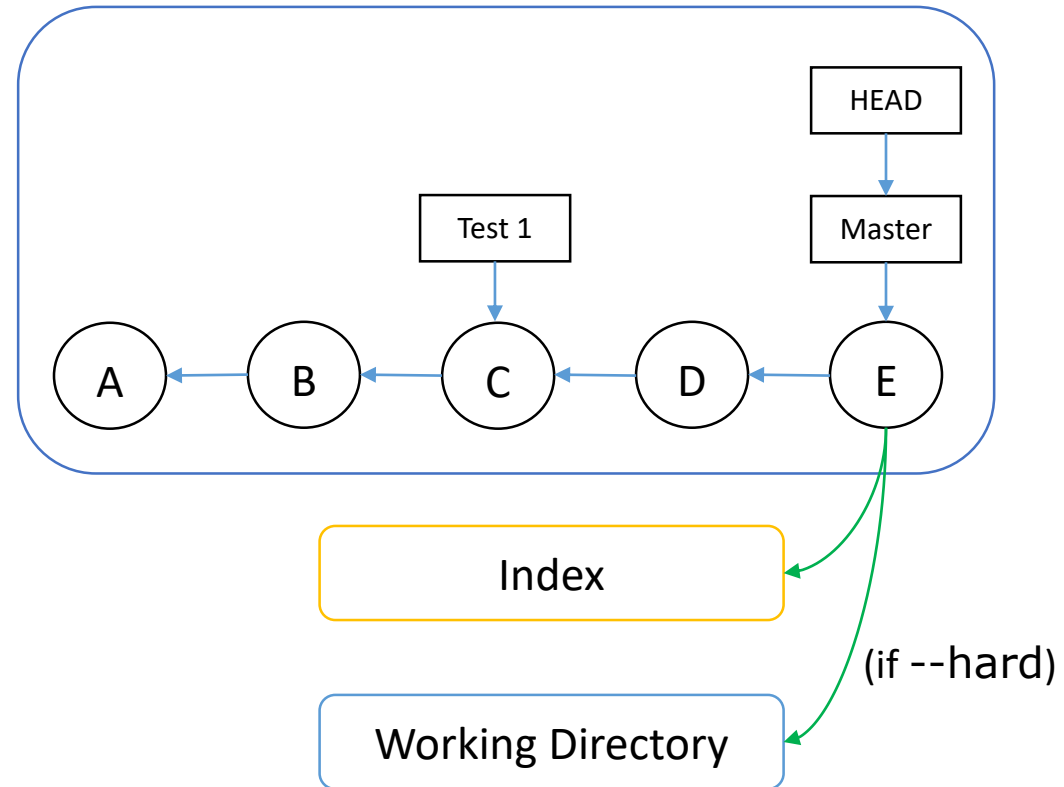 HEAD
Test 1
Master
A
B
C
D
E
Index
(if --hard)
Working Directory